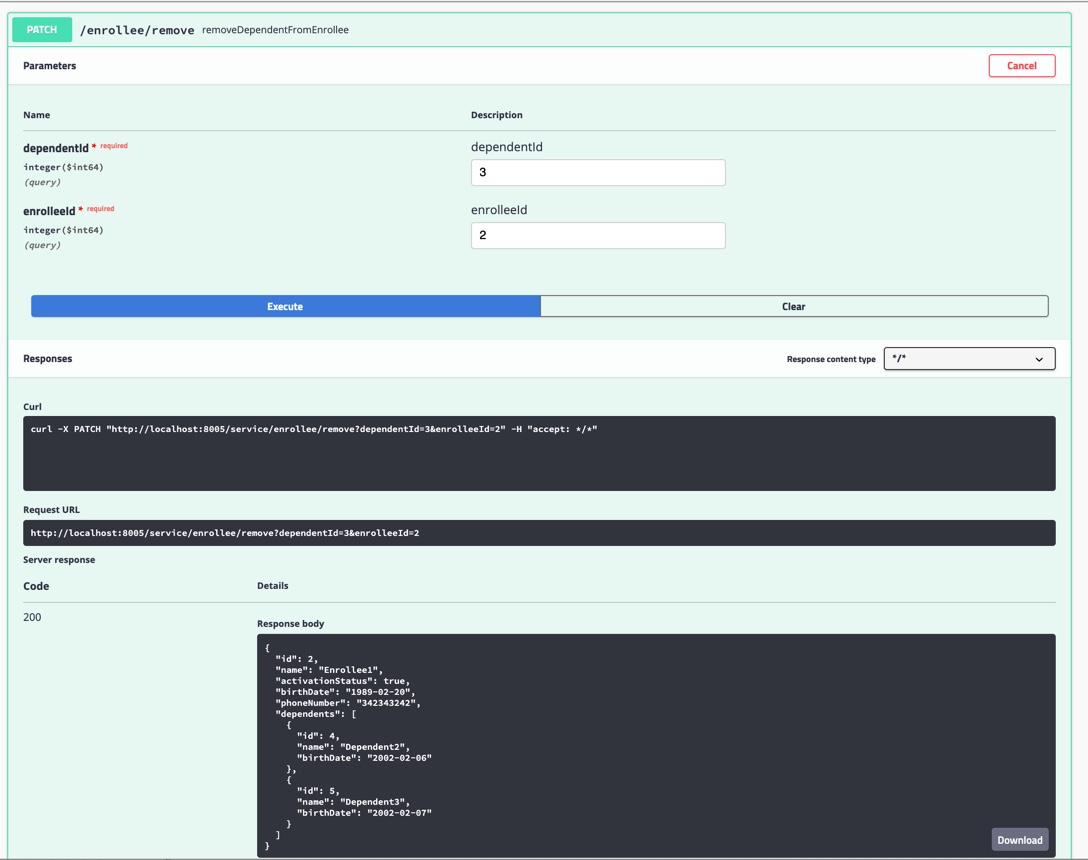 PATCH /enrollee/remove removeDependentFromEnrollee
Parameters
Cancel
Name Description
dependentId * required dependentId
integer($int64) 3
(query)
enrolleeId * required enrolleeId
integer($int64) 2
(query)
Execute Clear
Responses Response content type */*
Curl
curl -X PATCH "http://localhost:8005/service/enrollee/remove?dependentId=3&enrolleeId=2" -H "accept: */*"
Request URL
http://localhost:8005/service/enrollee/remove?dependentId=3&enrolleeId=2
Server response
Code Details
200
Response body
{
"id": 2,
"name": "Enrollee1",
"activationStatus": true,
"birthDate": "1989-02-20",
"phoneNumber": "342343242",
"dependents": [
{
"id": 4,
"name": "Dependent2",
"birthDate": "2002-02-06"
},
{
"id": 5,
"name": "Dependent3",
"birthDate": "2002-02-07"
}
]
}
Download